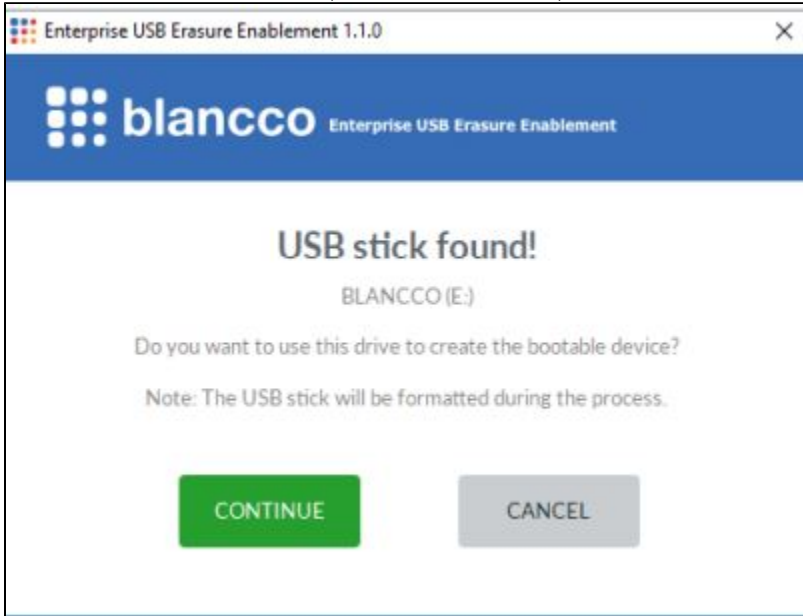 Enterprise USB Erasure Enablement 1.1.0
blancco Enterprise USB Erasure Enablement
USB stick found!
BLANCCO (E:)
Do you want to use this drive to create the bootable device?
Note: The USB stick will be formatted during the process.
CONTINUE CANCEL